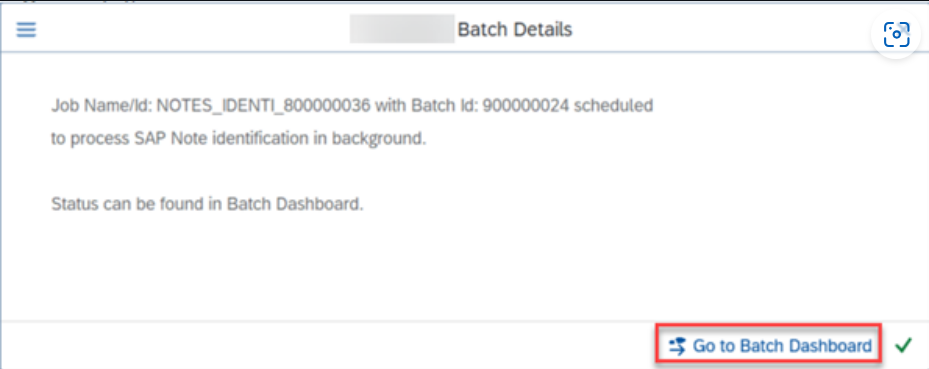 Batch Details
Job Name/Id: NOTES_IDENTI_800000036 with Batch Id: 900000024 scheduled
to process SAP Note identification in background.
Status can be found in Batch Dashboard.
Go to Batch Dashboard